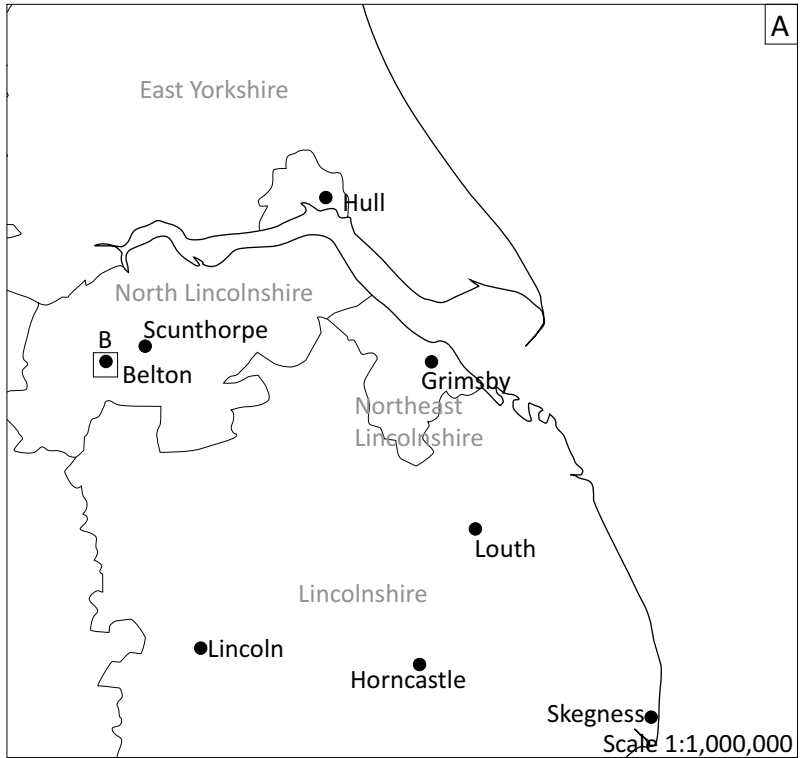 A
East Yorkshire
Hull
North Lincolnshire
Scunthorpe
B
Belton
Grimsby
Northeast
Lincolnshire
Louth
Lincolnshire
Lincoln
Horncastle
Skegness
Scale 1:1,000,000